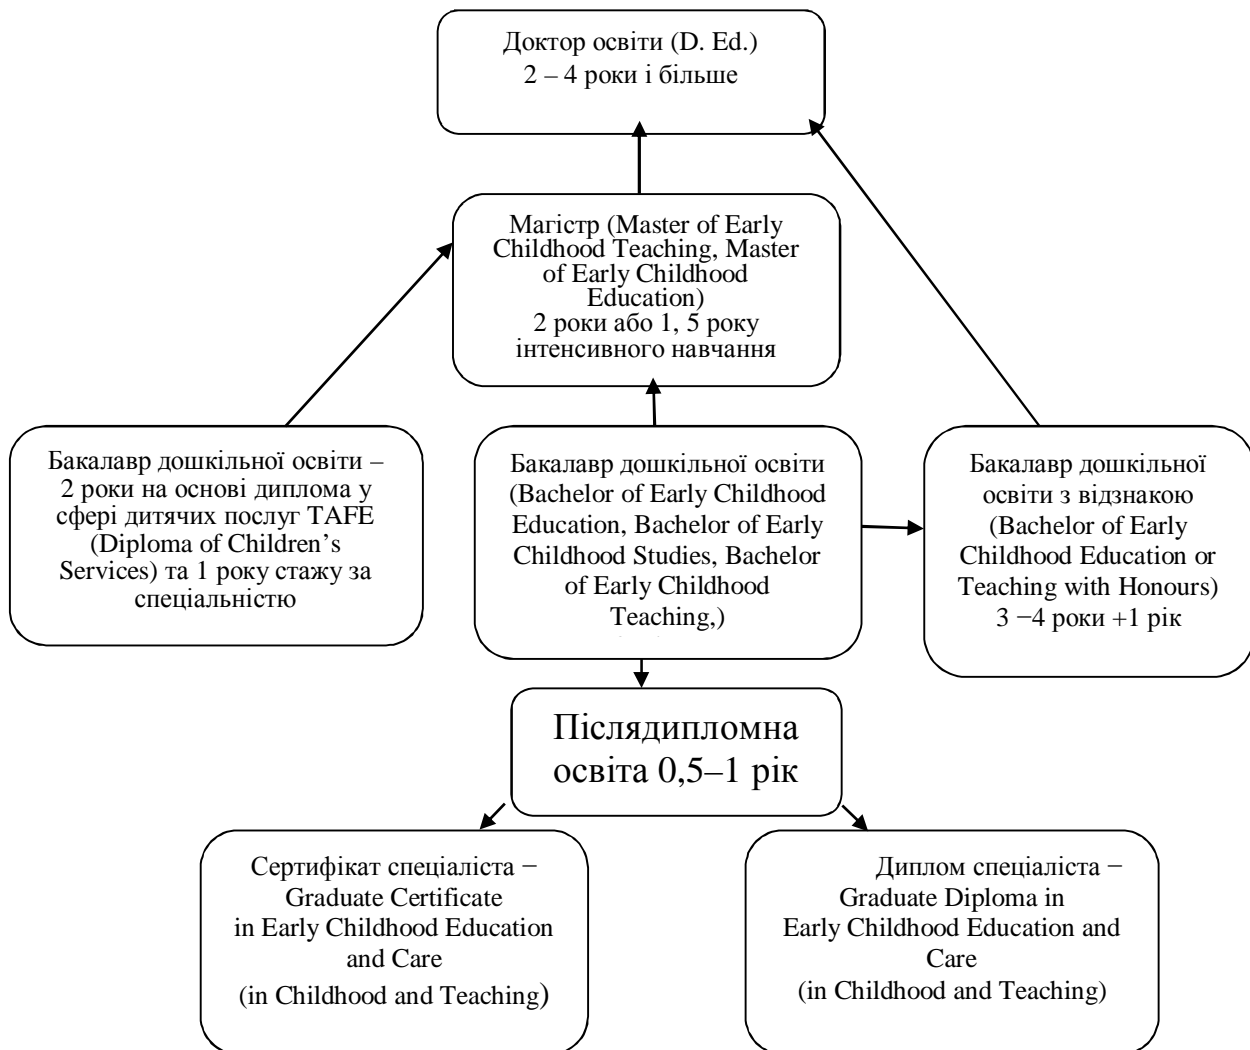 Доктор освіти (D. Ed.)
2 – 4 роки і більше
Магістр (Master of Early
Childhood Teaching, Master
of Early Childhood
Education)
2 роки або 1, 5 року
інтенсивного навчання
Бакалавр дошкільної освіти –
2 роки на основі диплома у
сфері дитячих послуг TAFE
(Diploma of Children’s
Services) та 1 року стажу за
спеціальністю
Бакалавр дошкільної освіти
(Bachelor of Early Childhood
Education, Bachelor of Early
Childhood Studies, Bachelor
of Early Childhood
Teaching,)
Бакалавр дошкільної
освіти з відзнакою
(Bachelor of Early
Childhood Education or
Teaching with Honours)
3 −4 роки +1 рік
Післядипломна
освіта 0,5–1 рік
Сертифікат спеціаліста −
Graduate Certificate
in Early Childhood Education
and Care
(in Childhood and Teaching)
Диплом спеціаліста −
Graduate Diploma in
Early Childhood Education and
Care
(in Childhood and Teaching)